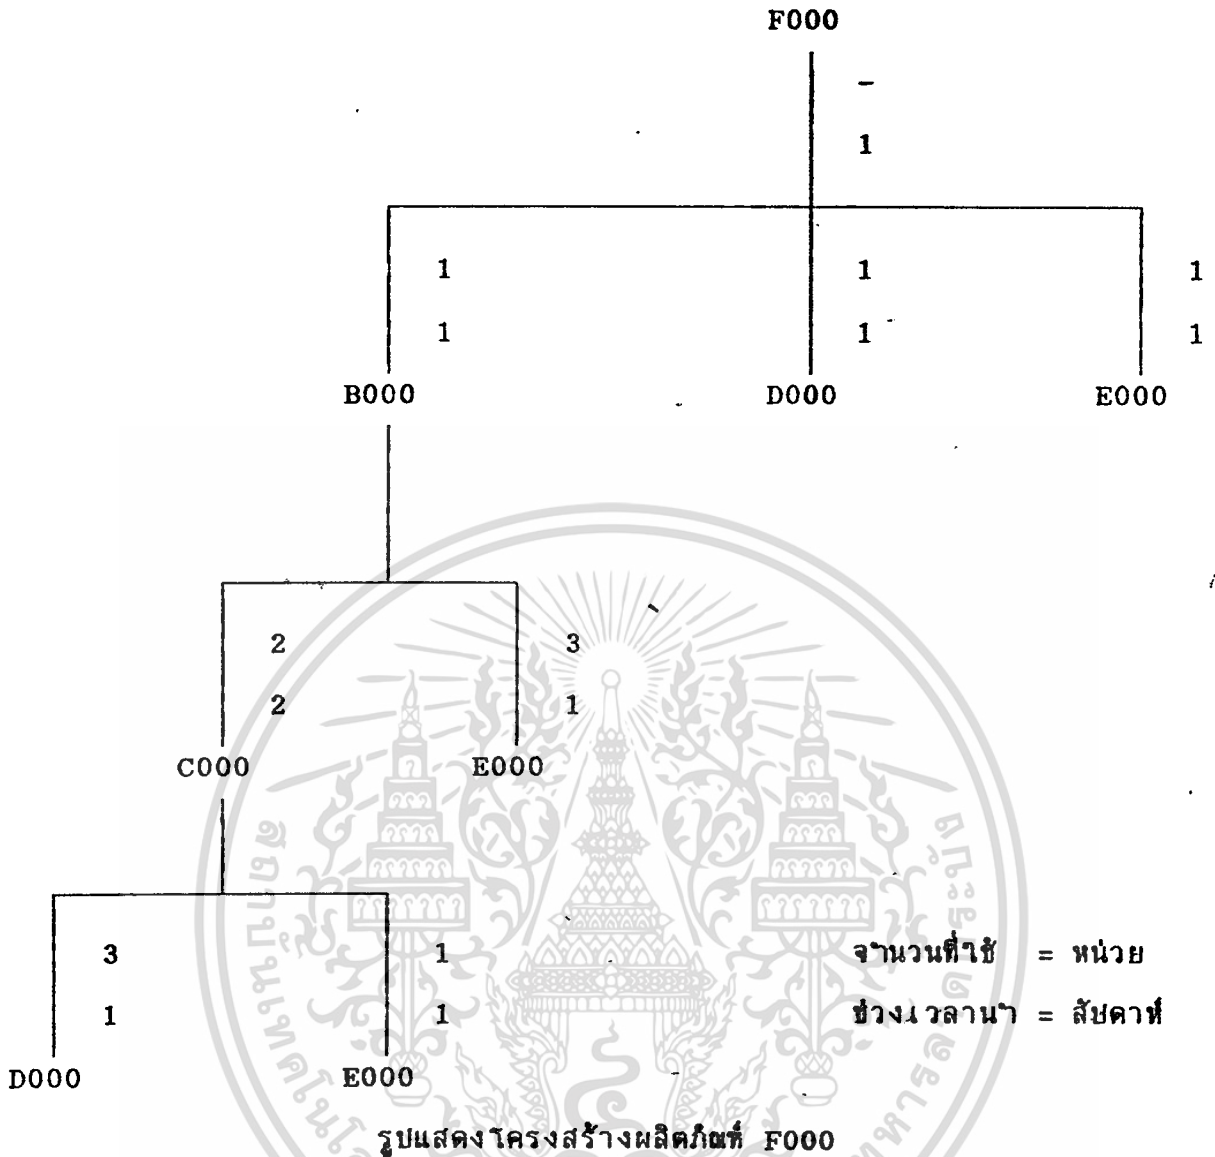 F000
-
1
1 1 1
1 1 1
B000 D000 E000
2 3
2 1
C000 E000
3 1 จำนวนที่ใช้ = หน่วย
1 1 ช่วงเวลานำ = สัปดาห์
D000 E000
รูปแสดงโครงสร้างผลิตภัณฑ์ F000